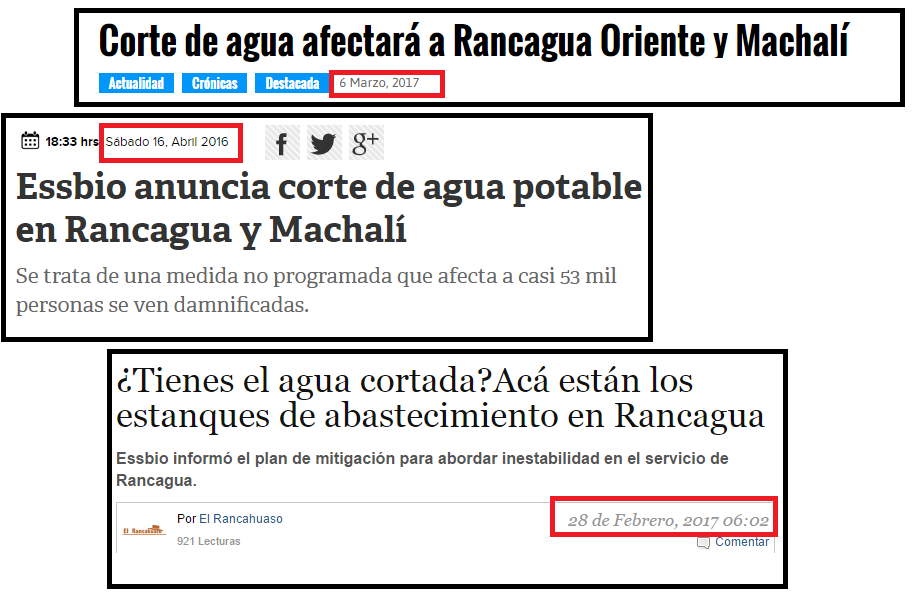 Corte de agua afectará a Rancagua Oriente y Machalí
Actualidad Crónicas Destacada 6 Marzo, 2017
18:33 hrs Sábado 16, Abril 2016 f g+
Essbio anuncia corte de agua potable
en Rancagua y Machalí
Se trata de una medida no programada que afecta a casi 53 mil
personas se ven damnificadas.
¿Tienes el agua cortada?Acá están los
estanques de abastecimiento en Rancagua
Essbio informó el plan de mitigación para abordar inestabilidad en el servicio de
Rancagua.
El Rancahuaso
Por El Rancahuaso
28 de Febrero, 2017 06:02
921 Lecturas
Comentar